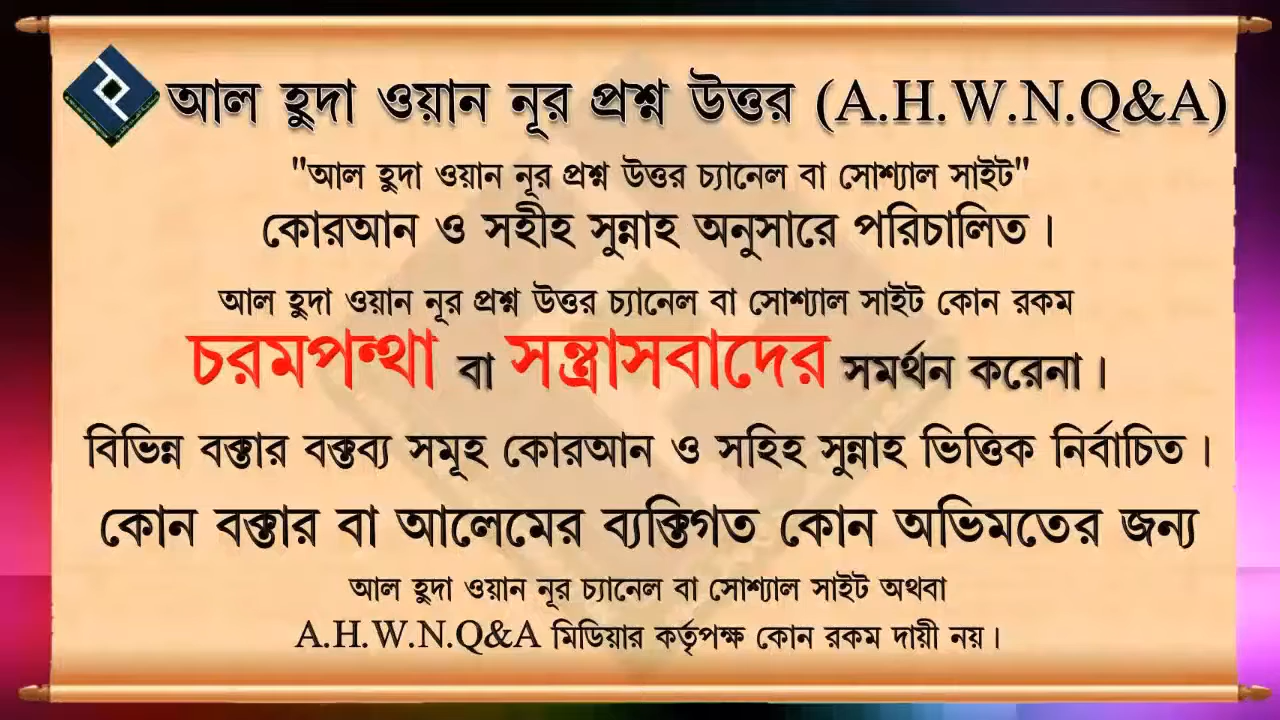 আল হুদা ওয়ান নূর প্রশ্ন উত্তর (A.H.W.N.Q&A)
"আল হুদা ওয়ান নূর প্রশ্ন উত্তর চ্যানেল বা সোশ্যাল সাইট"
কোরআন ও সহীহ সুন্নাহ অনুসারে পরিচালিত।
আল হুদা ওয়ান নূর প্রশ্ন উত্তর চ্যানেল বা সোশ্যাল সাইট কোন রকম
চরমপন্থা বা সন্ত্রাসবাদের সমর্থন করেনা।
বিভিন্ন বক্তার বক্তব্য সমূহ কোরআন ও সহিহ সুন্নাহ ভিত্তিক নির্বাচিত।
কোন বক্তার বা আলেমের ব্যক্তিগত কোন অভিমতের জন্য
আল হুদা ওয়ান নূর চ্যানেল বা সোশ্যাল সাইট অথবা
A.H.W.N.Q&A মিডিয়ার কর্তৃপক্ষ কোন রকম দায়ী নয়।